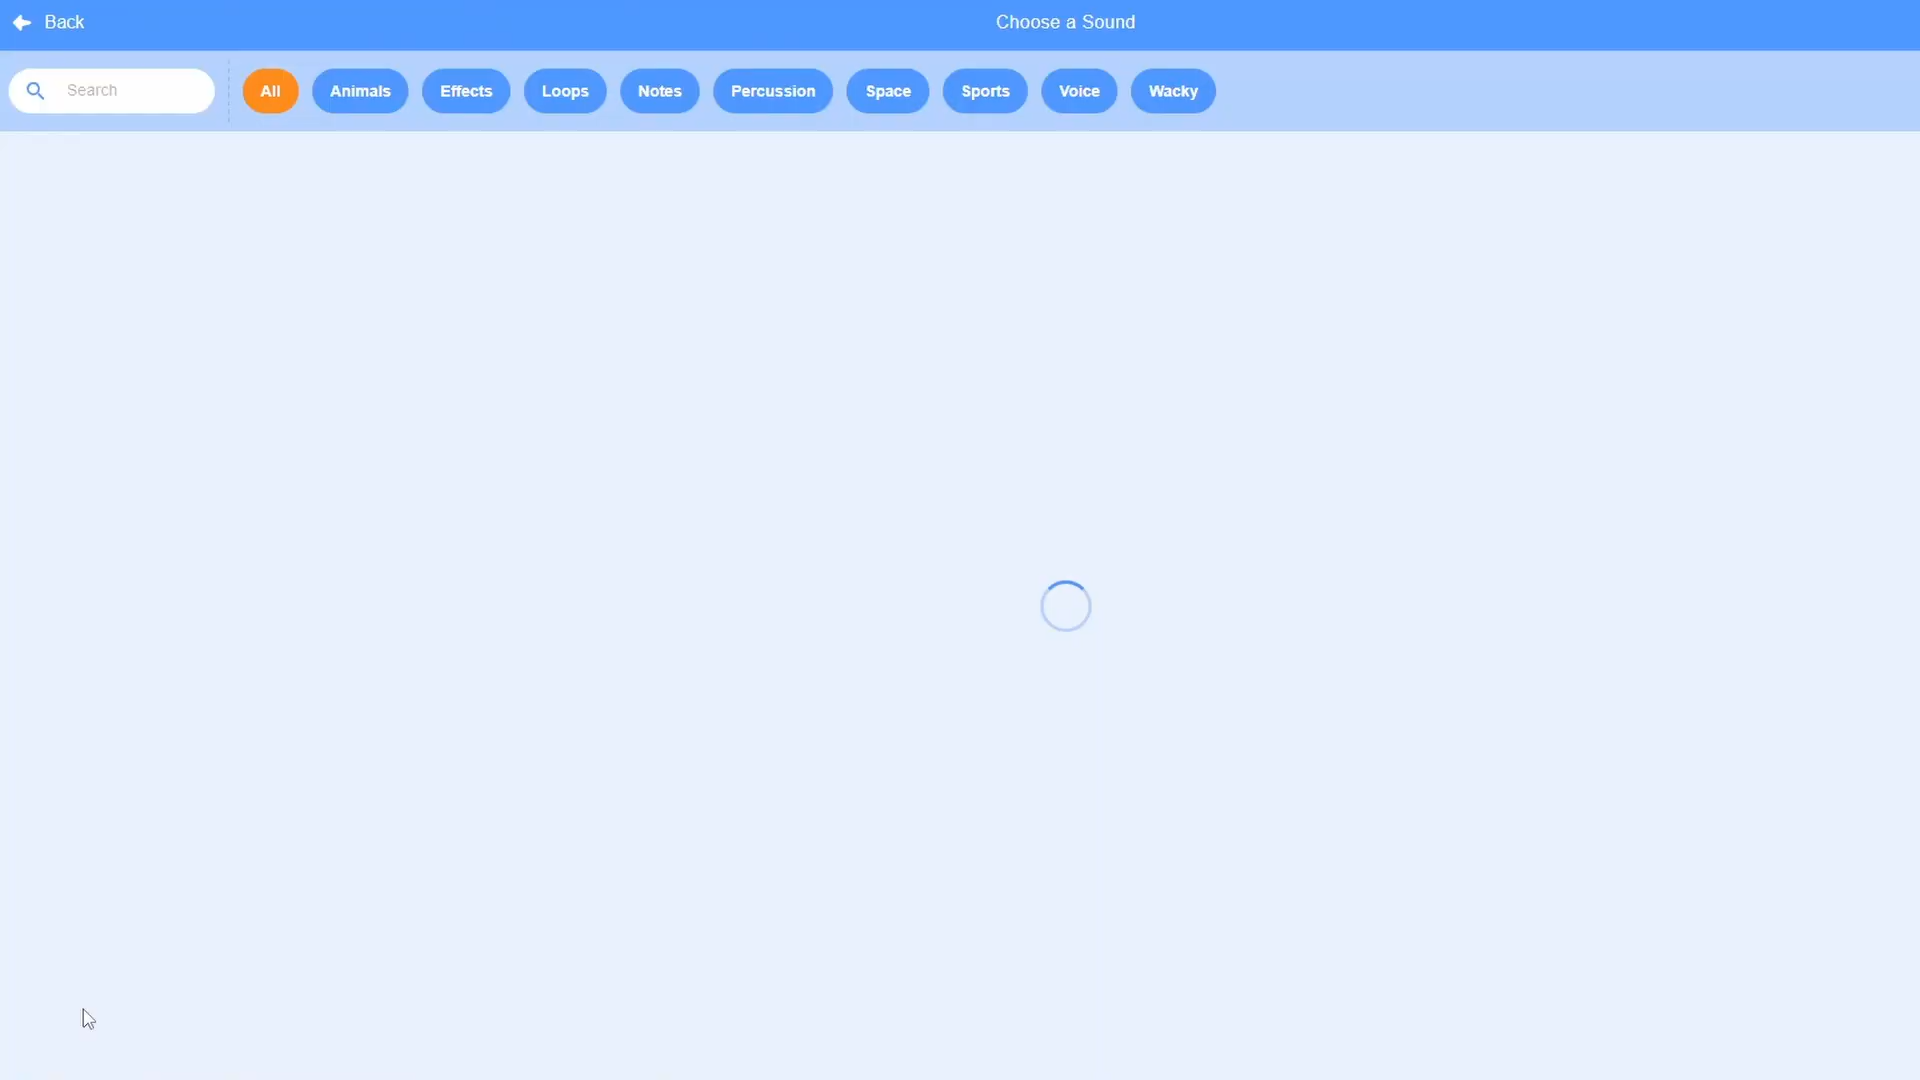 Back
Choose a Sound
Search
All
Animals
Effects
Loops
Notes
Percussion
Space
Sports
Voice
Wacky